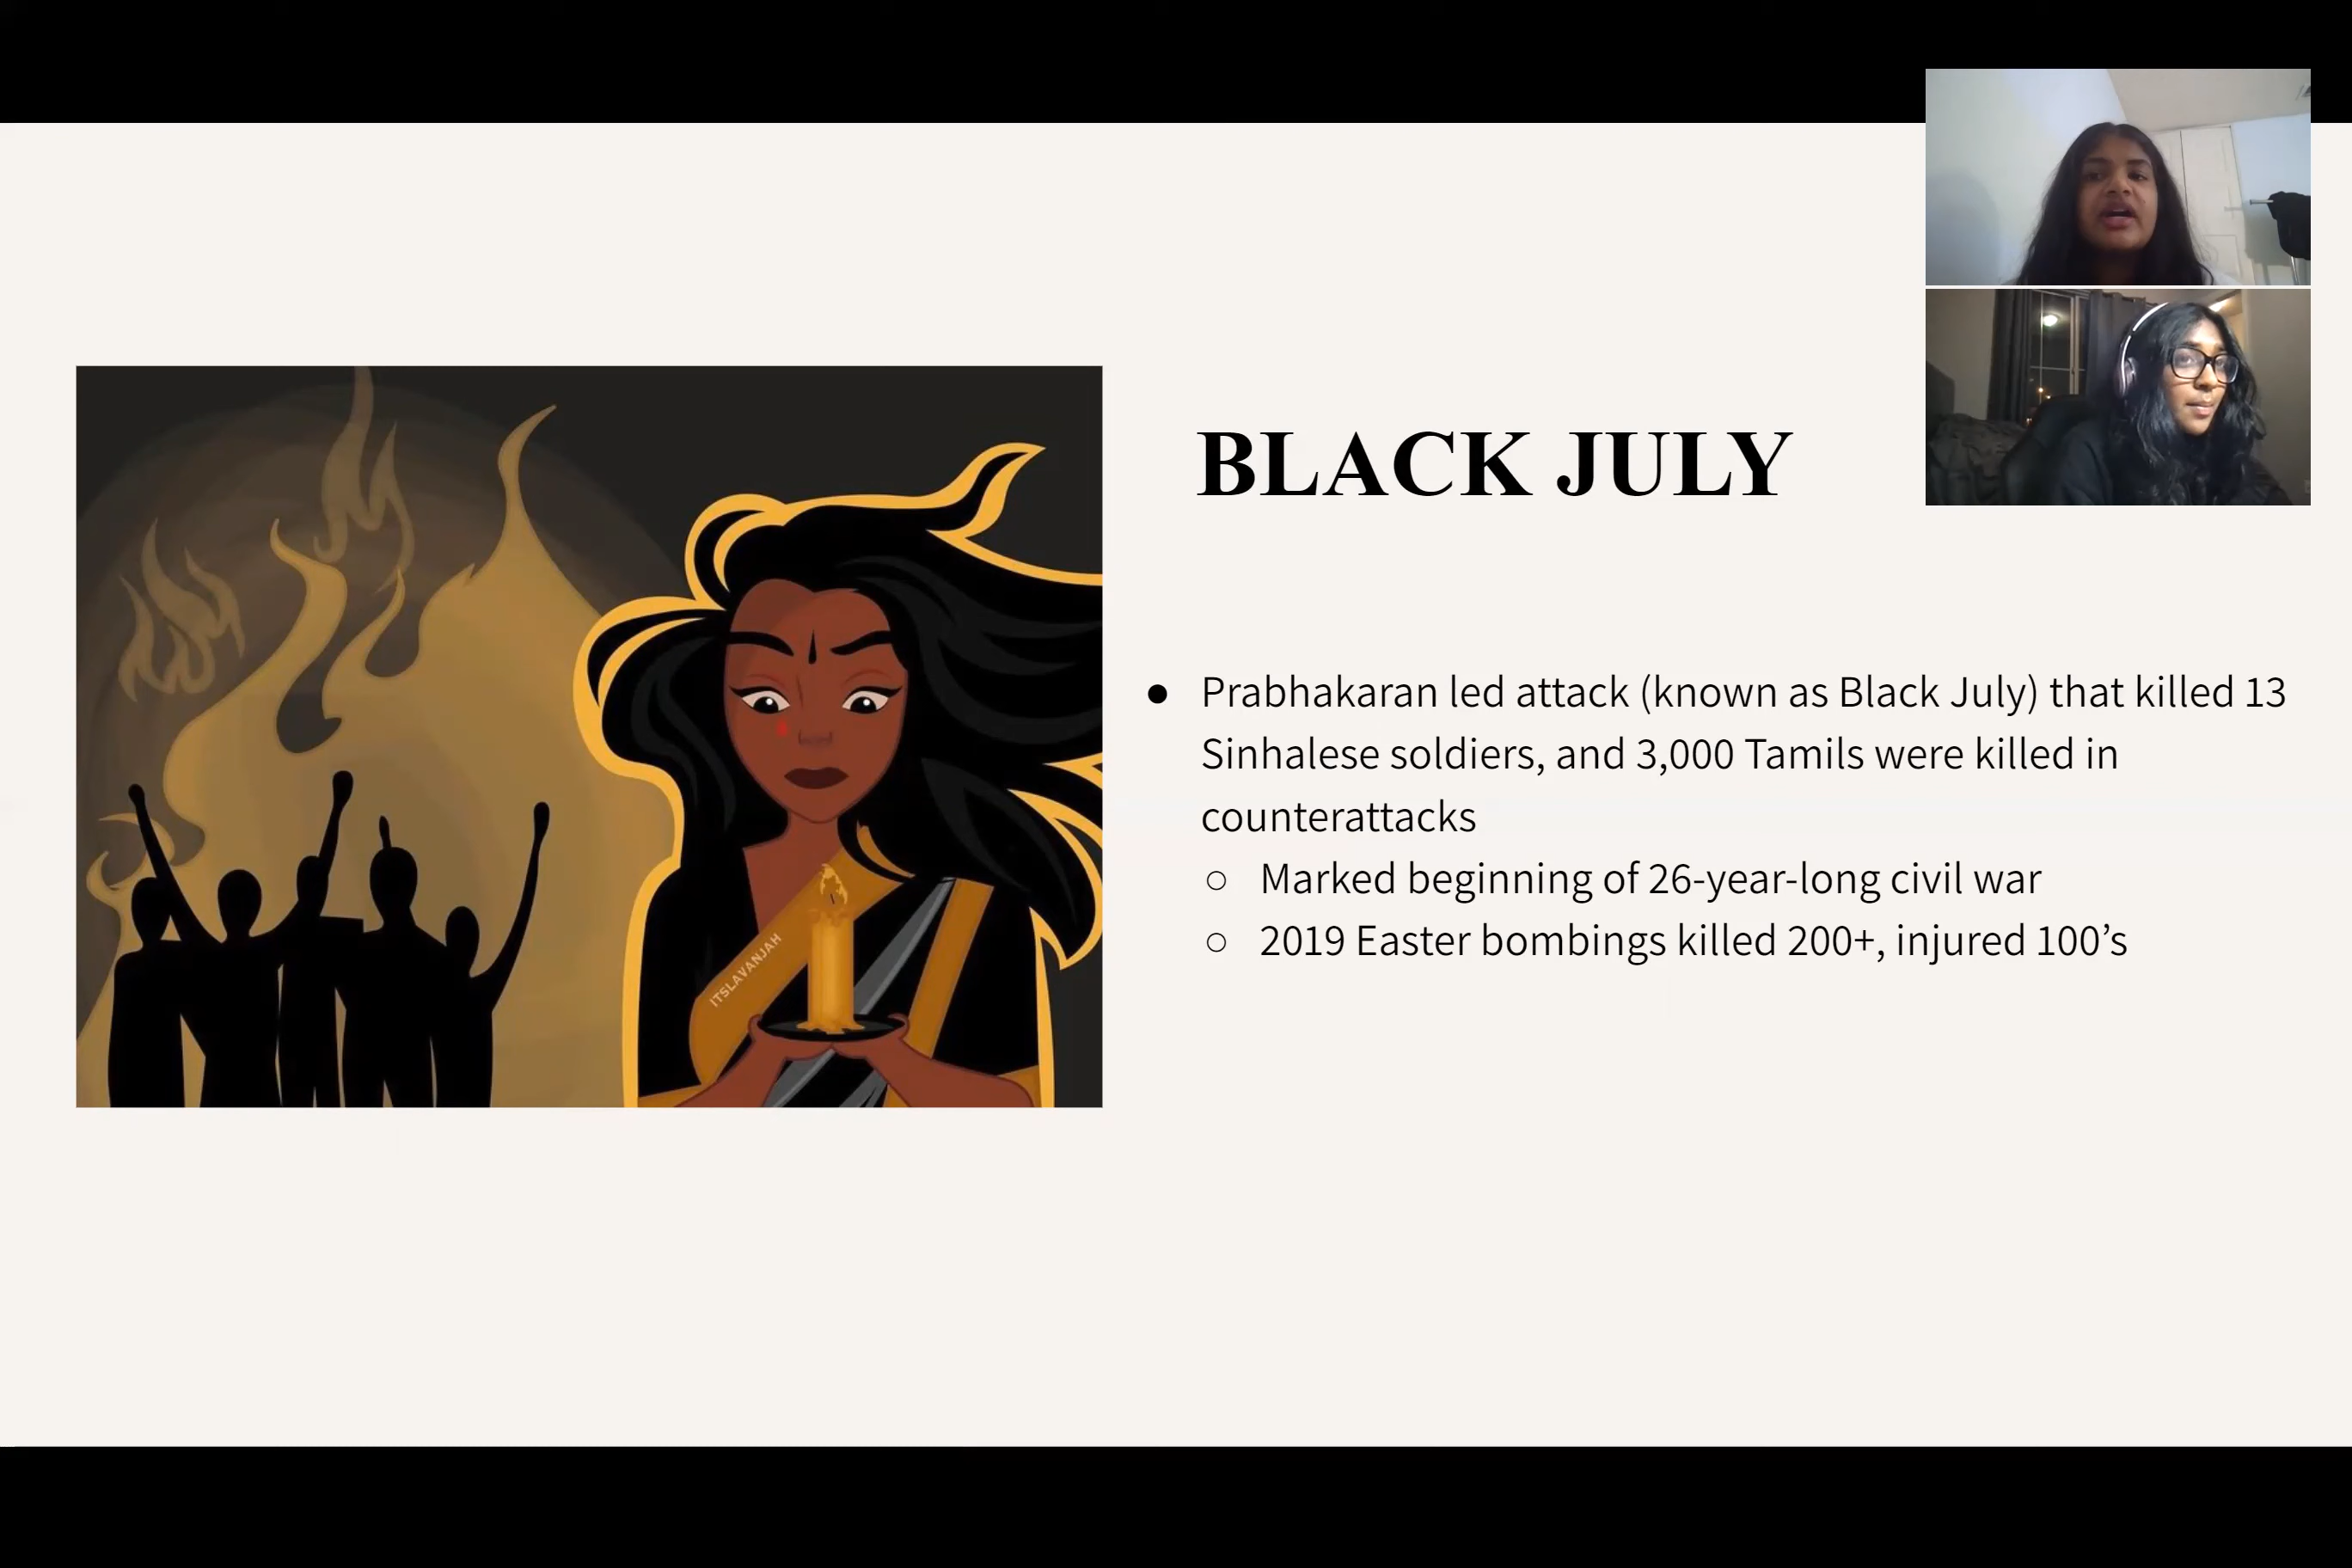 BLACK JULY
● Prabhakaran led attack (known as Black July) that killed 13
Sinhalese soldiers, and 3,000 Tamils were killed in
counterattacks
○ Marked beginning of 26-year-long civil war
○ 2019 Easter bombings killed 200+, injured 100’s
ITSLAVANJAH